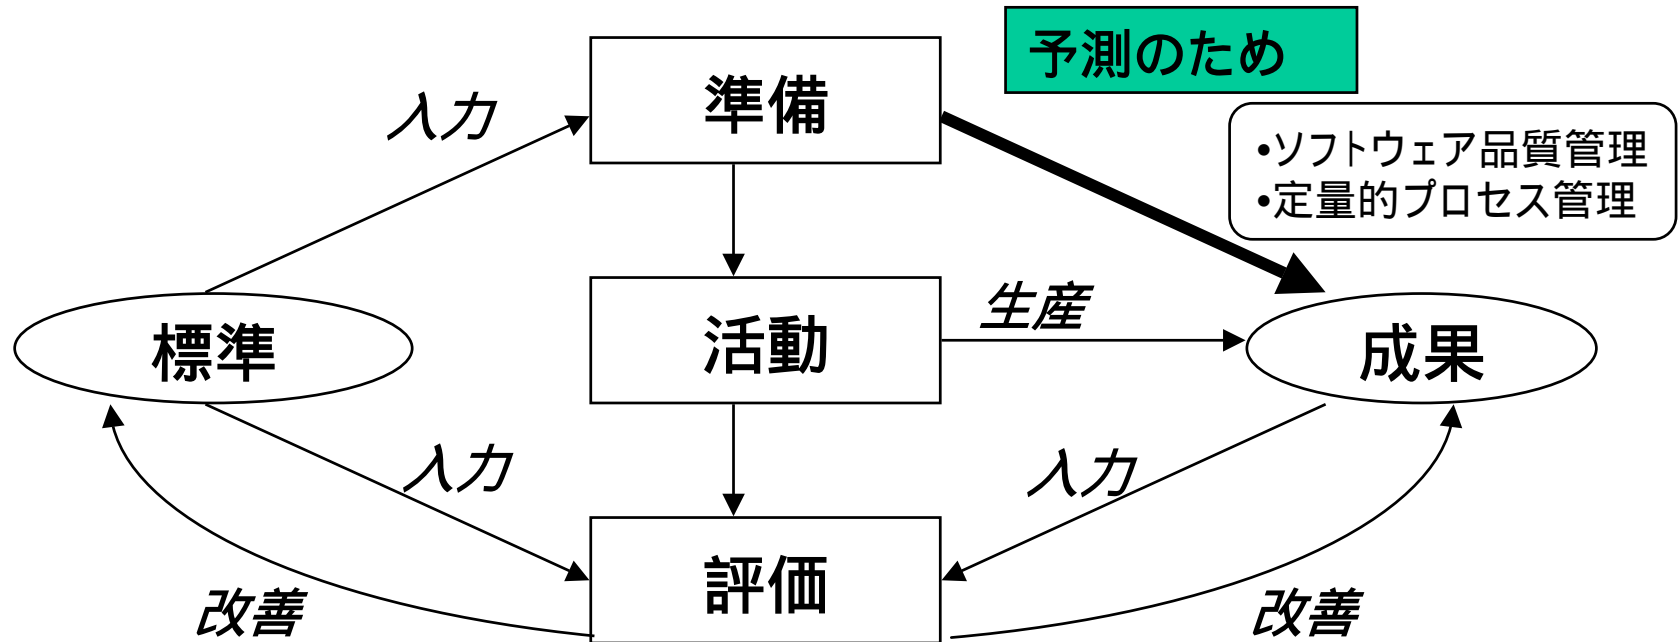 予測のため
準備
入力
•ソフトウェア品質管理
•定量的プロセス管理
生産
標準
活動
成果
入力
入力
評価
改善
改善